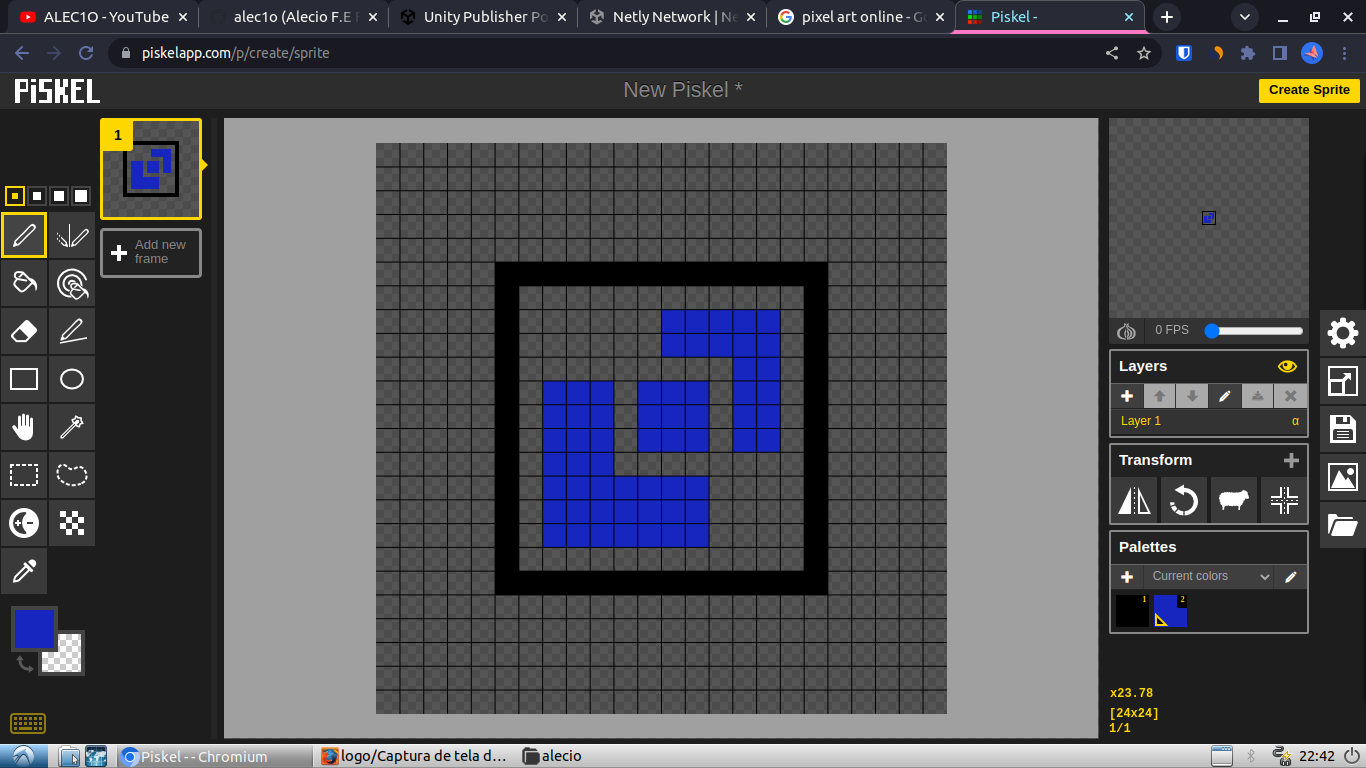 ALEC1O - YouTube
alec1o (Alecio F.E F
Unity Publisher Po
Netly Network | Ne
pixel art online - Go
Piskel -
piskelapp.com/p/create/sprite
PiSKEL
New Piskel *
Create Sprite
1
Add new
frame
0 FPS
Layers
Layer 1
α
Transform
Palettes
Current colors
1
2
x23.78
[24x24]
1/1
Piskel - - Chromium
logo/Captura de tela d...
alecio
22:42